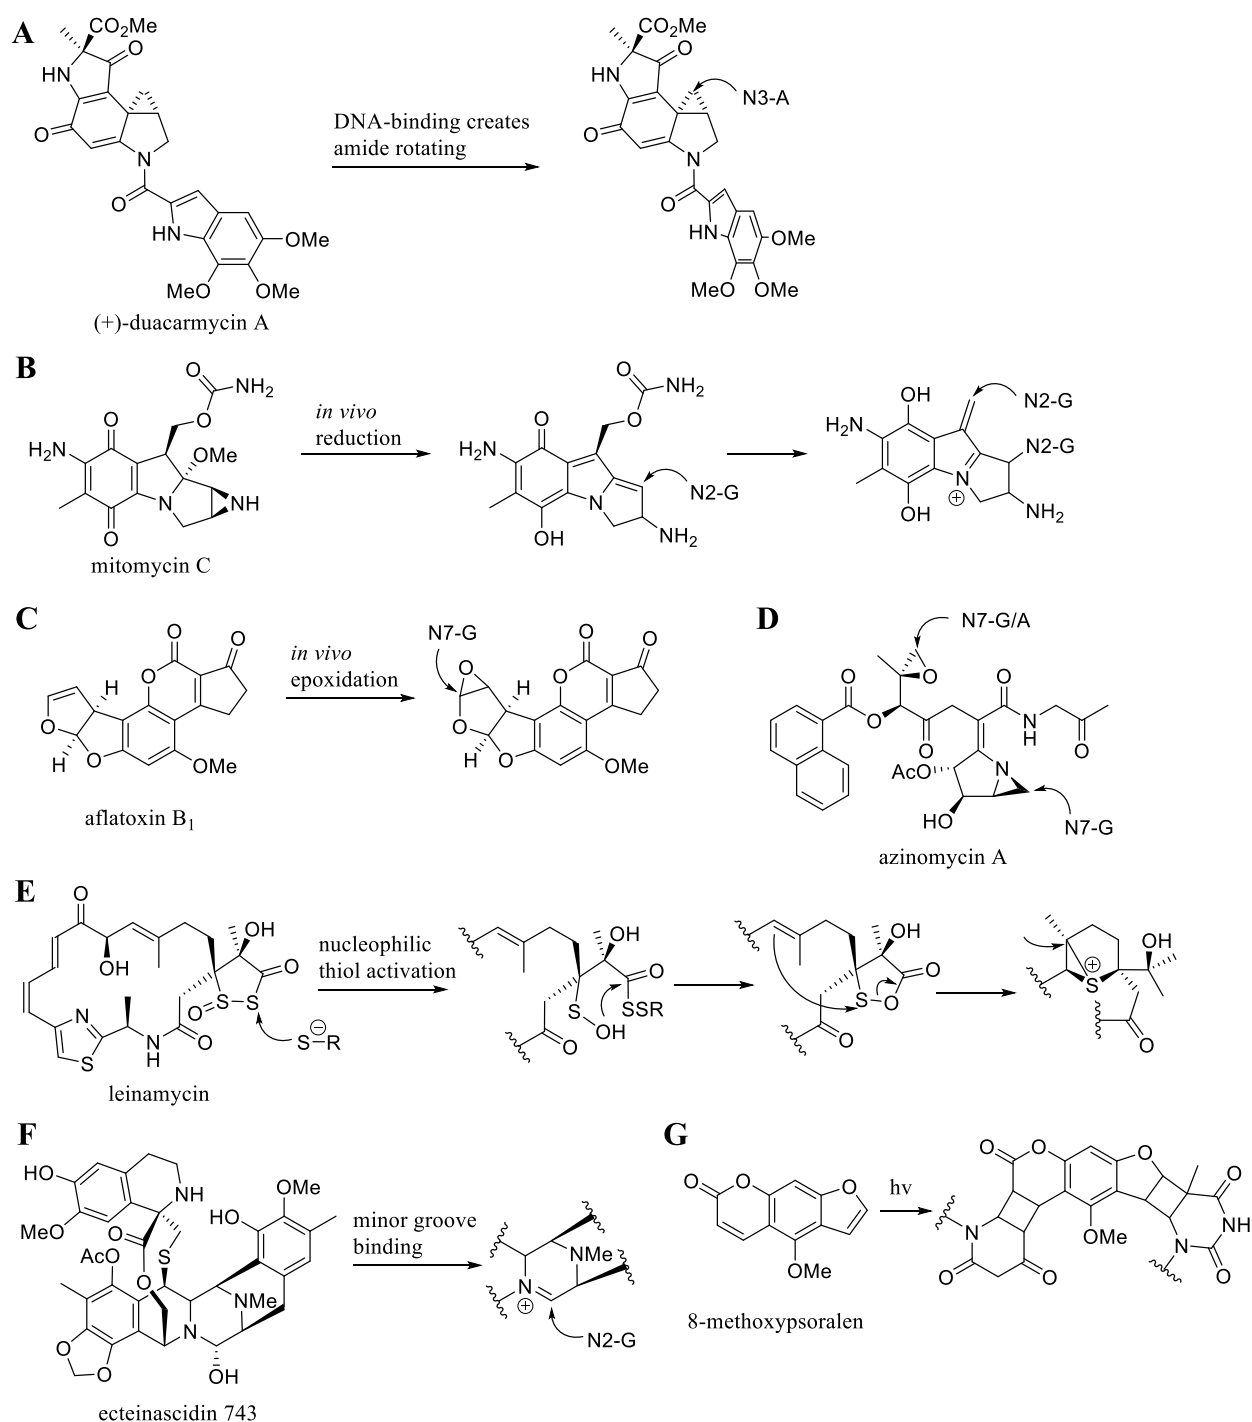 A
CO₂Me
O
HN
O
N
O
HN
OMe
MeO
OMe
(+)-duacarmycin A
DNA-binding creates
amide rotating
CO₂Me
O
HN
N3-A
O
N
O
HN
OMe
MeO
OMe
B
O
NH₂
O
O
H₂N
OMe
N
NH
O
mitomycin C
in vivo
reduction
O
NH₂
O
O
H₂N
N
N2-G
OH
NH₂
OH
N2-G
H₂N
N2-G
N
⊕
OH
NH₂
C
O
O
O
H
O
H
O
OMe
aflatoxin B₁
in vivo
epoxidation
N7-G
O
O
O
O
H
O
H
O
OMe
D
N7-G/A
O
O
O
O
O
N
H
O
AcO
N
HO
N7-G
azinomycin A
E
O
OH
OH
O
O
S
S
N
S
N
H
O
leinamycin
nucleophilic
thiol activation
⊖
S–R
OH
O
S
SSR
OH
O
OH
O
S
O
O
OH
⊕
S
O
F
HO
NH
MeO
O
AcO
S
O
OMe
HO
NMe
N
O
O
OH
ecteinascidin 743
minor groove
binding
NMe
N
⊕
N2-G
G
O
O
O
OMe
8-methoxypsoralen
hv
O
O
O
O
NH
OMe
N
N
O
O
O